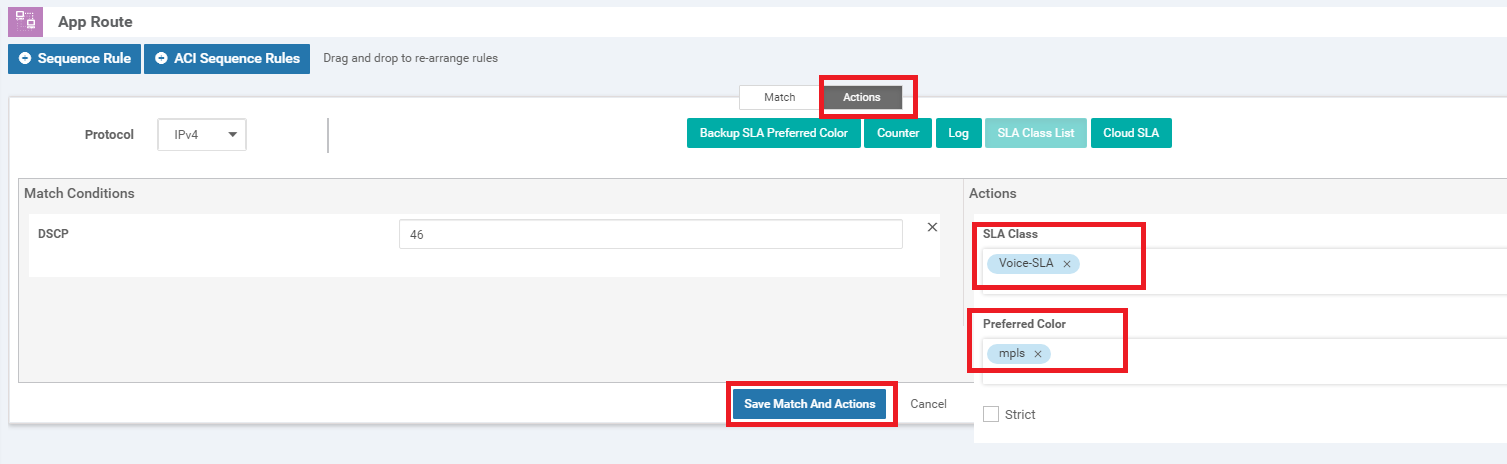 App Route
Sequence Rule ACI Sequence Rules Drag and drop to re-arrange rules
Match Actions
Protocol IPv4 Backup SLA Preferred Color Counter Log SLA Class List Cloud SLA
Match Conditions Actions
DSCP 46 SLA Class
Voice-SLA
Preferred Color
mpls
Save Match And Actions Cancel
Strict